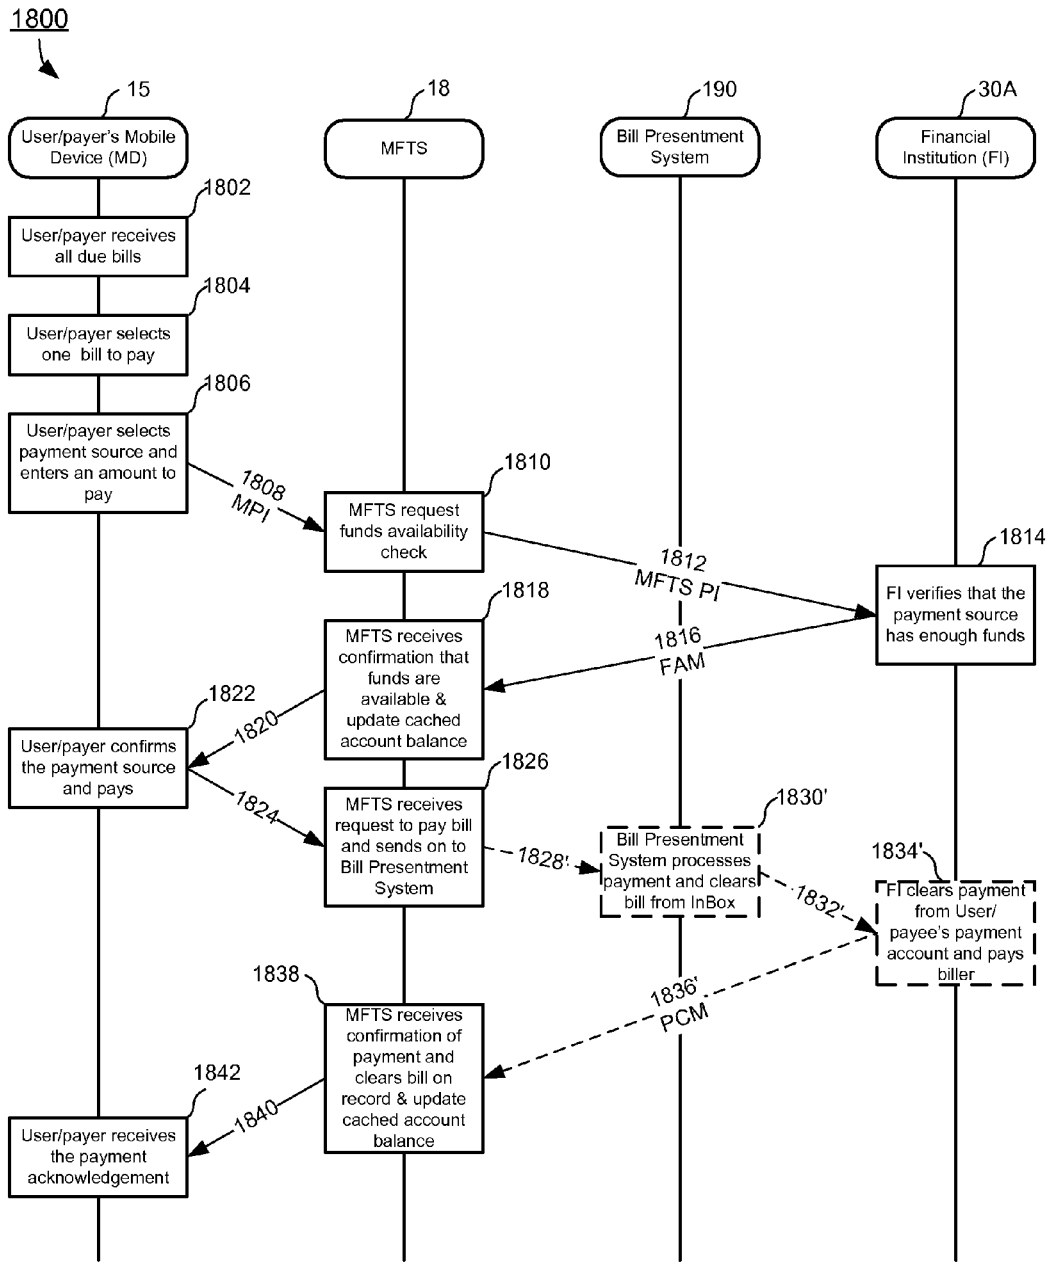 1800
15
18
190
30A
User/payer's Mobile
Device (MD)
MFTS
Bill Presentment
System
Financial
Institution (FI)
1802
User/payer receives
all due bills
1804
User/payer selects
one bill to pay
1806
User/payer selects
payment source and
enters an amount to
pay
1808
MPI
1810
MFTS request
funds availability
check
1812
MFTS PI
1814
FI verifies that the
payment source
has enough funds
1816
FAM
1818
MFTS receives
confirmation that
funds are
available &
update cached
account balance
1820
1822
User/payer confirms
the payment source
and pays
1824
1826
MFTS receives
request to pay bill
and sends on to
Bill Presentment
System
1828'
1830'
Bill Presentment
System processes
payment and clears
bill from InBox
1832'
1834'
FI clears payment
from User/
payee's payment
account and pays
biller
1836'
PCM
1838
MFTS receives
confirmation of
payment and
clears bill on
record & update
cached account
balance
1840
1842
User/payer receives
the payment
acknowledgement